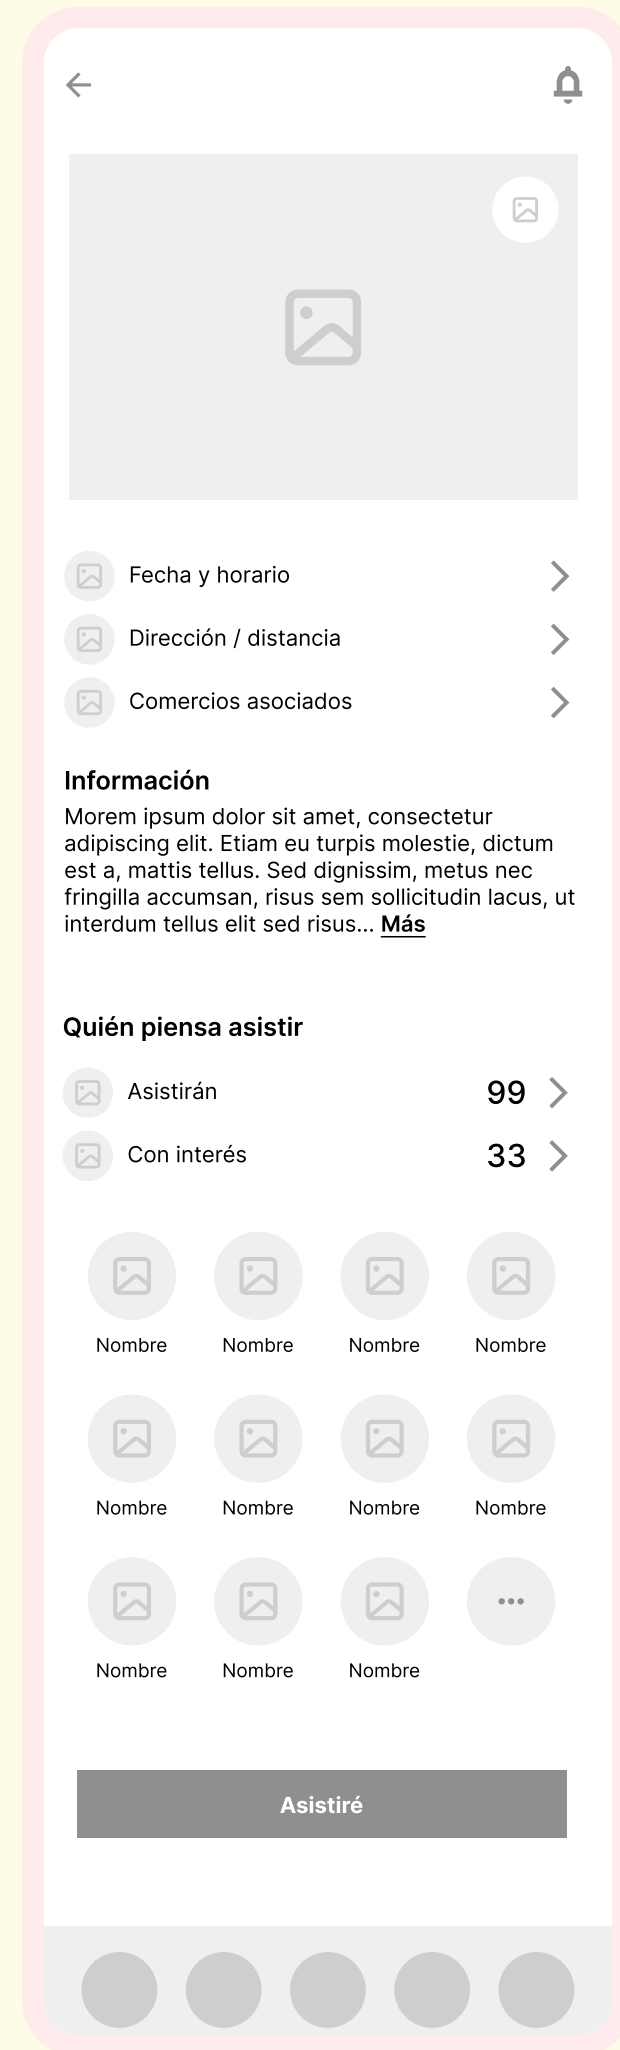 Fecha y horario
Dirección / distancia
Comercios asociados
Información
Morem ipsum dolor sit amet, consectetur
adipiscing elit. Etiam eu turpis molestie, dictum
est a, mattis tellus. Sed dignissim, metus nec
fringilla accumsan, risus sem sollicitudin lacus, ut
interdum tellus elit sed risus... Más
Quién piensa asistir
Asistirán 99
Con interés 33
Nombre Nombre Nombre Nombre
Nombre Nombre Nombre Nombre
Nombre Nombre Nombre
Asistiré